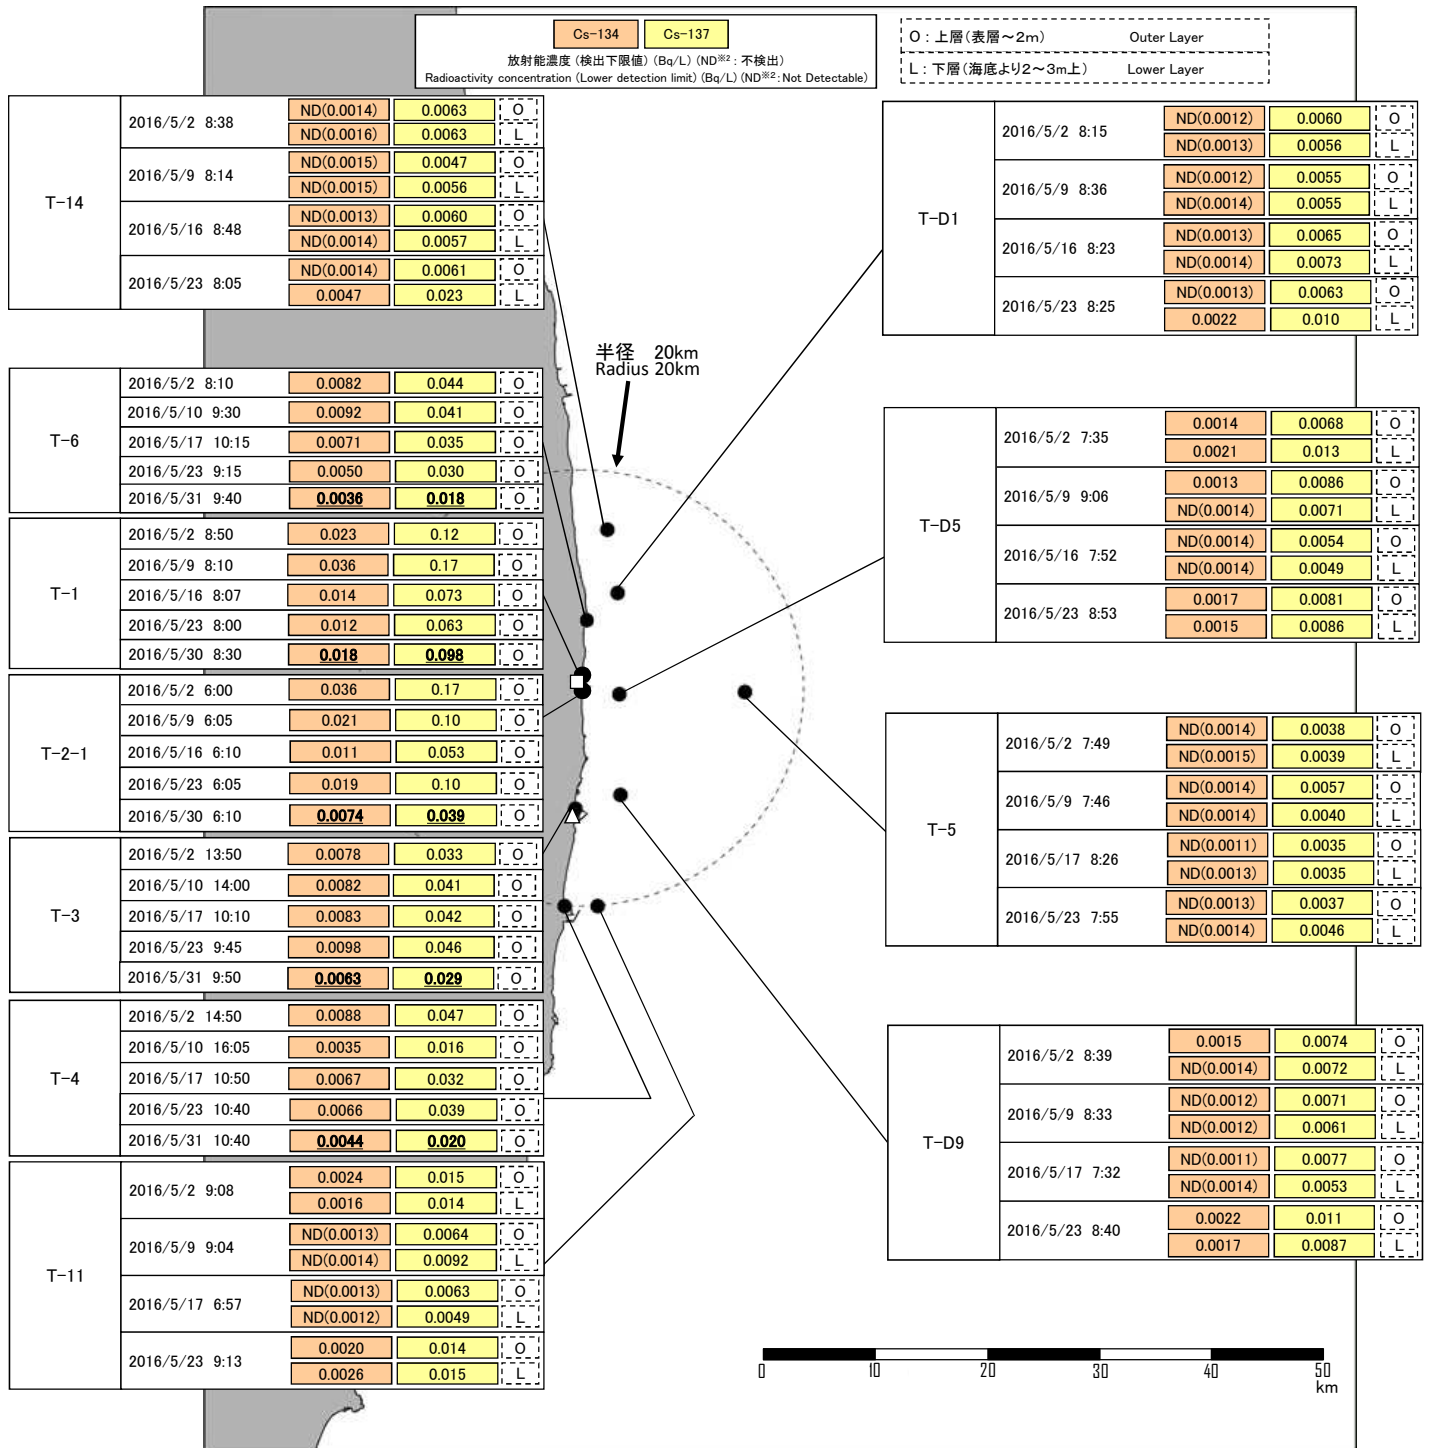 Cs-134 Cs-137
放射能濃度 (検出下限値) (Bq/L) (ND※2 : 不検出)
Radioactivity concentration (Lower detection limit) (Bq/L) (ND※2 : Not Detectable)
O : 上層(表層～2m) Outer Layer
L : 下層(海底より2～3m上) Lower Layer
T-14
2016/5/2 8:38 ND(0.0014) 0.0063 O
ND(0.0016) 0.0063 L
2016/5/9 8:14 ND(0.0015) 0.0047 O
ND(0.0015) 0.0056 L
2016/5/16 8:48 ND(0.0013) 0.0060 O
ND(0.0014) 0.0057 L
2016/5/23 8:05 ND(0.0014) 0.0061 O
0.0047 0.023 L
T-6
2016/5/2 8:10 0.0082 0.044 O
2016/5/10 9:30 0.0092 0.041 O
2016/5/17 10:15 0.0071 0.035 O
2016/5/23 9:15 0.0050 0.030 O
2016/5/31 9:40 0.0036 0.018 O
T-1
2016/5/2 8:50 0.023 0.12 O
2016/5/9 8:10 0.036 0.17 O
2016/5/16 8:07 0.014 0.073 O
2016/5/23 8:00 0.012 0.063 O
2016/5/30 8:30 0.018 0.098 O
T-2-1
2016/5/2 6:00 0.036 0.17 O
2016/5/9 6:05 0.021 0.10 O
2016/5/16 6:10 0.011 0.053 O
2016/5/23 6:05 0.019 0.10 O
2016/5/30 6:10 0.0074 0.039 O
T-3
2016/5/2 13:50 0.0078 0.033 O
2016/5/10 14:00 0.0082 0.041 O
2016/5/17 10:10 0.0083 0.042 O
2016/5/23 9:45 0.0098 0.046 O
2016/5/31 9:50 0.0063 0.029 O
T-4
2016/5/2 14:50 0.0088 0.047 O
2016/5/10 16:05 0.0035 0.016 O
2016/5/17 10:50 0.0067 0.032 O
2016/5/23 10:40 0.0066 0.039 O
2016/5/31 10:40 0.0044 0.020 O
T-11
2016/5/2 9:08 0.0024 0.015 O
0.0016 0.014 L
2016/5/9 9:04 ND(0.0013) 0.0064 O
ND(0.0014) 0.0092 L
2016/5/17 6:57 ND(0.0013) 0.0063 O
ND(0.0012) 0.0049 L
2016/5/23 9:13 0.0020 0.014 O
0.0026 0.015 L
半径 20km
Radius 20km
T-D1
2016/5/2 8:15 ND(0.0012) 0.0060 O
ND(0.0013) 0.0056 L
2016/5/9 8:36 ND(0.0012) 0.0055 O
ND(0.0014) 0.0055 L
2016/5/16 8:23 ND(0.0013) 0.0065 O
ND(0.0014) 0.0073 L
2016/5/23 8:25 ND(0.0013) 0.0063 O
0.0022 0.010 L
T-D5
2016/5/2 7:35 0.0014 0.0068 O
0.0021 0.013 L
2016/5/9 9:06 0.0013 0.0086 O
ND(0.0014) 0.0071 L
2016/5/16 7:52 ND(0.0014) 0.0054 O
ND(0.0014) 0.0049 L
2016/5/23 8:53 0.0017 0.0081 O
0.0015 0.0086 L
T-5
2016/5/2 7:49 ND(0.0014) 0.0038 O
ND(0.0015) 0.0039 L
2016/5/9 7:46 ND(0.0014) 0.0057 O
ND(0.0014) 0.0040 L
2016/5/17 8:26 ND(0.0011) 0.0035 O
ND(0.0013) 0.0035 L
2016/5/23 7:55 ND(0.0013) 0.0037 O
ND(0.0014) 0.0046 L
T-D9
2016/5/2 8:39 0.0015 0.0074 O
ND(0.0014) 0.0072 L
2016/5/9 8:33 ND(0.0012) 0.0071 O
ND(0.0012) 0.0061 L
2016/5/17 7:32 ND(0.0011) 0.0077 O
ND(0.0014) 0.0053 L
2016/5/23 8:40 0.0022 0.011 O
0.0017 0.0087 L
0 10 20 30 40 50
km